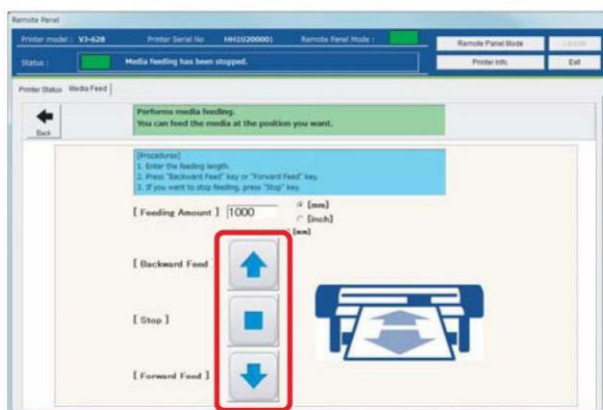 Remote Panel
Printer model : VJ-628 Printer Serial No HH1U200001 Remote Panel Mode :
Remote Panel Mode
Status : Media feeding has been stopped.
Printer Info. Exit
Printer Status Media Feed
Back
Performs media feeding.
You can feed the media at the position you want.
[Procedures]
1. Enter the feeding length.
2. Press "Backward Feed" key or "Forward Feed" key.
3. If you want to stop feeding, press "Stop" key.
[ Feeding Amount ] 1000 [mm]
[inch]
[mm]
[ Backward Feed ]
[ Stop ]
[ Forward Feed ]